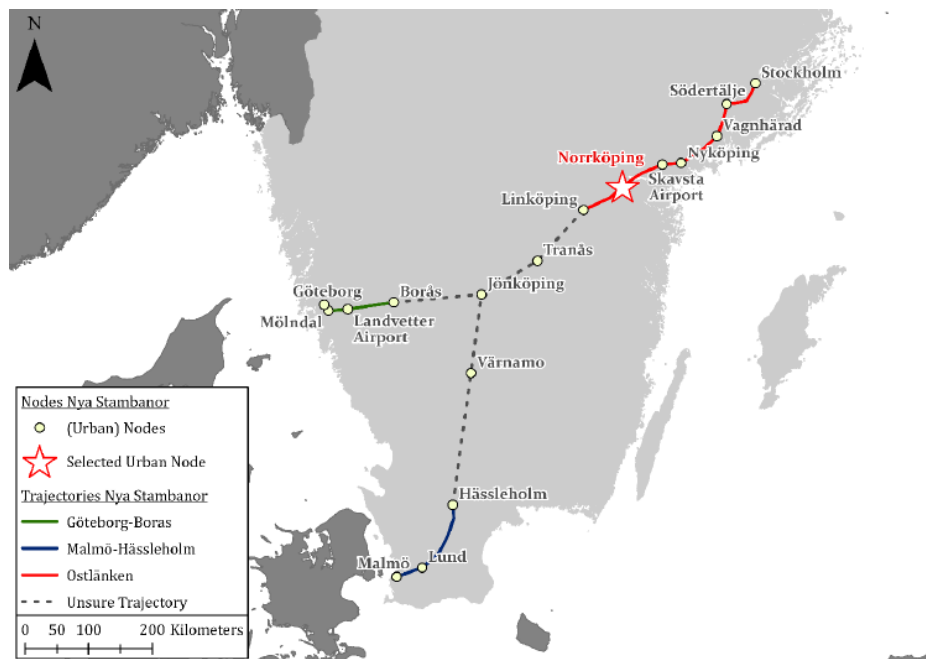 N
Stockholm
Södertälje
Vagnhärad
Norrköping
Nyköping
Skavsta
Airport
Linköping
Tranås
Jönköping
Göteborg
Borås
Mölndal
Landvetter
Airport
Värnamo
Hässleholm
Malmö
Lund
Nodes Nya Stambanor
(Urban) Nodes
Selected Urban Node
Trajectories Nya Stambanor
Göteborg-Boras
Malmö-Hässleholm
Ostlänken
Unsure Trajectory
0 50 100 200 Kilometers